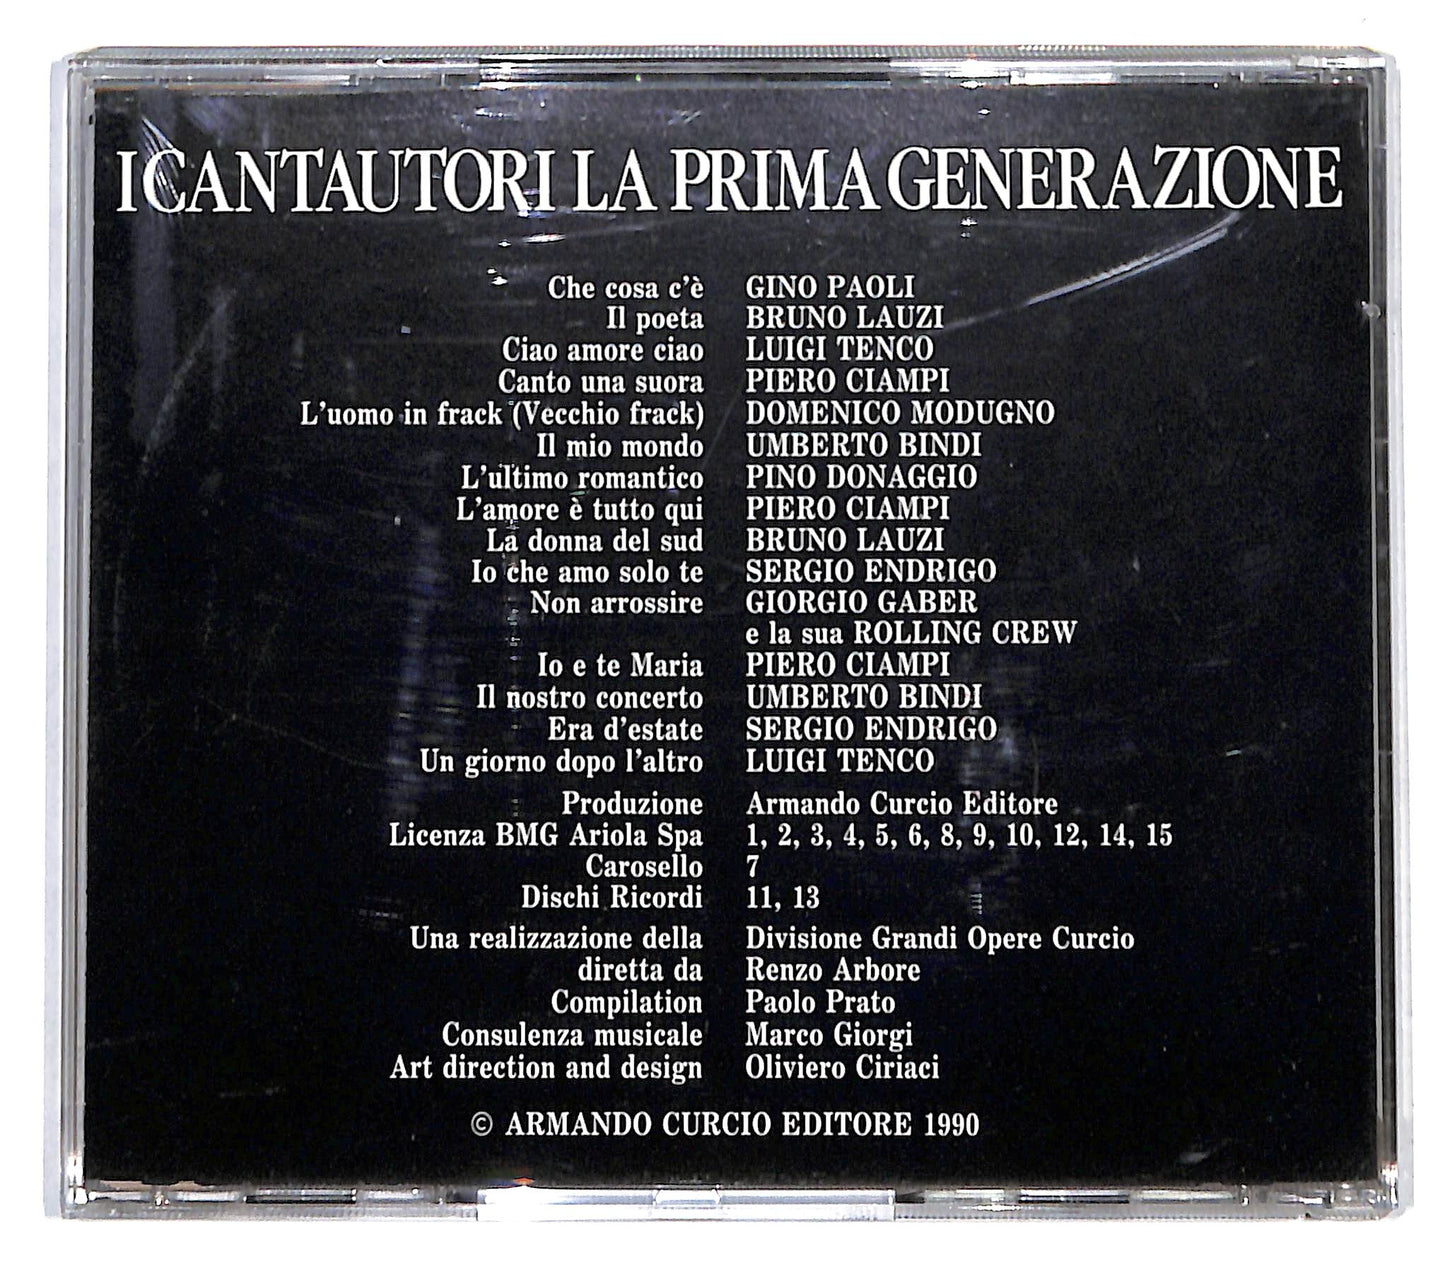 I CANTAUTORI LA PRIMA GENERAZIONE
Che cosa c'è GINO PAOLI
Il poeta BRUNO LAUZI
Ciao amore ciao LUIGI TENCO
Canto una suora PIERO CIAMPI
L'uomo in frack (Vecchio frack) DOMENICO MODUGNO
Il mio mondo UMBERTO BINDI
L'ultimo romantico PINO DONAGGIO
L'amore è tutto qui PIERO CIAMPI
La donna del sud BRUNO LAUZI
Io che amo solo te SERGIO ENDRIGO
Non arrossire GIORGIO GABER
e la sua ROLLING CREW
Io e te Maria PIERO CIAMPI
Il nostro concerto UMBERTO BINDI
Era d'estate SERGIO ENDRIGO
Un giorno dopo l'altro LUIGI TENCO
Produzione Armando Curcio Editore
Licenza BMG Ariola Spa 1, 2, 3, 4, 5, 6, 8, 9, 10, 12, 14, 15
Carosello 7
Dischi Ricordi 11, 13
Una realizzazione della Divisione Grandi Opere Curcio
diretta da Renzo Arbore
Compilation Paolo Prato
Consulenza musicale Marco Giorgi
Art direction and design Oliviero Ciriaci
© ARMANDO CURCIO EDITORE 1990